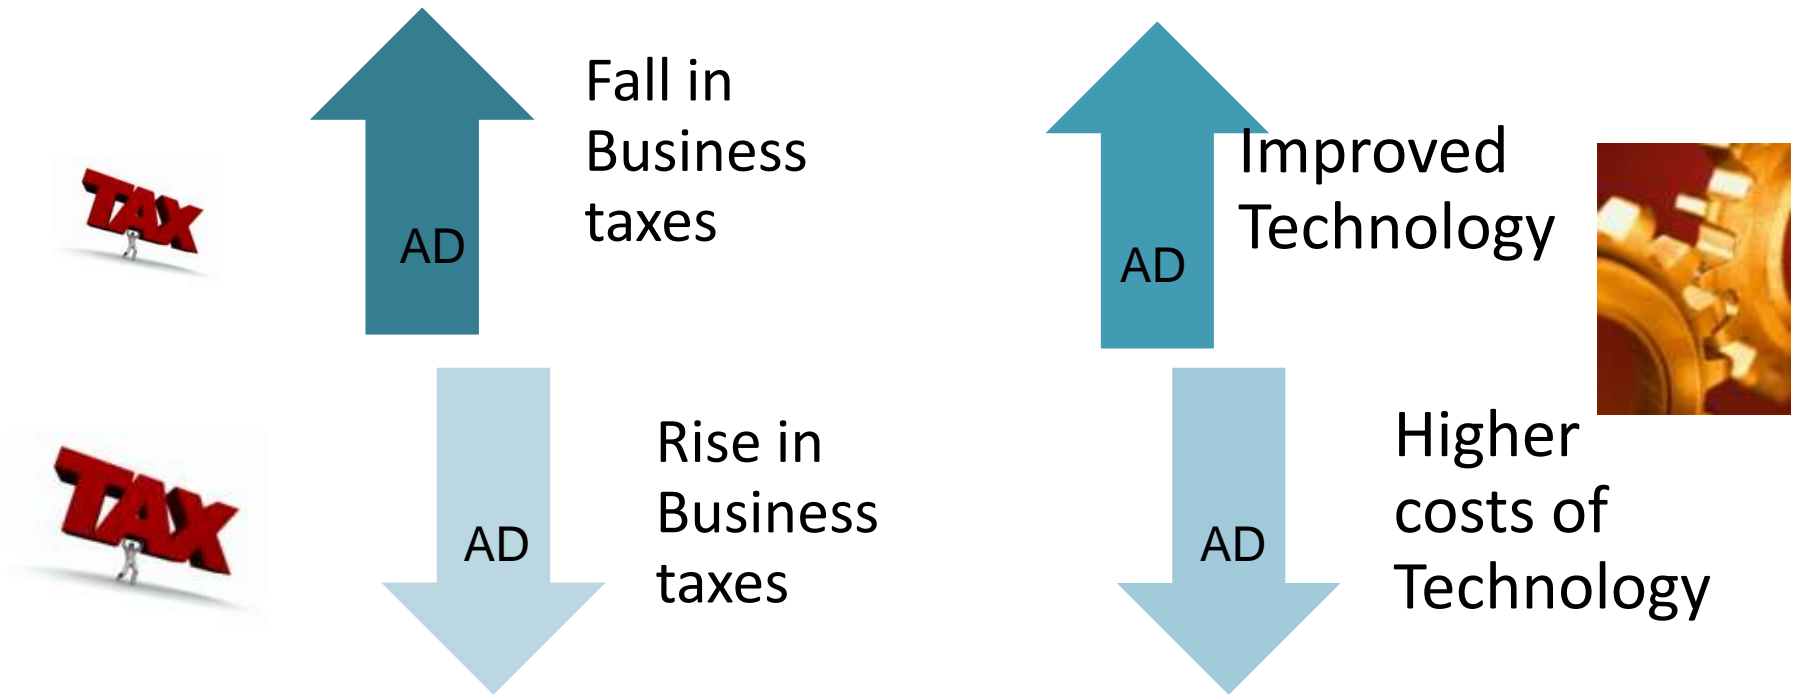 TAX
AD
Fall in
Business
taxes
AD
Improved
Technology
TAX
AD
Rise in
Business
taxes
AD
Higher
costs of
Technology